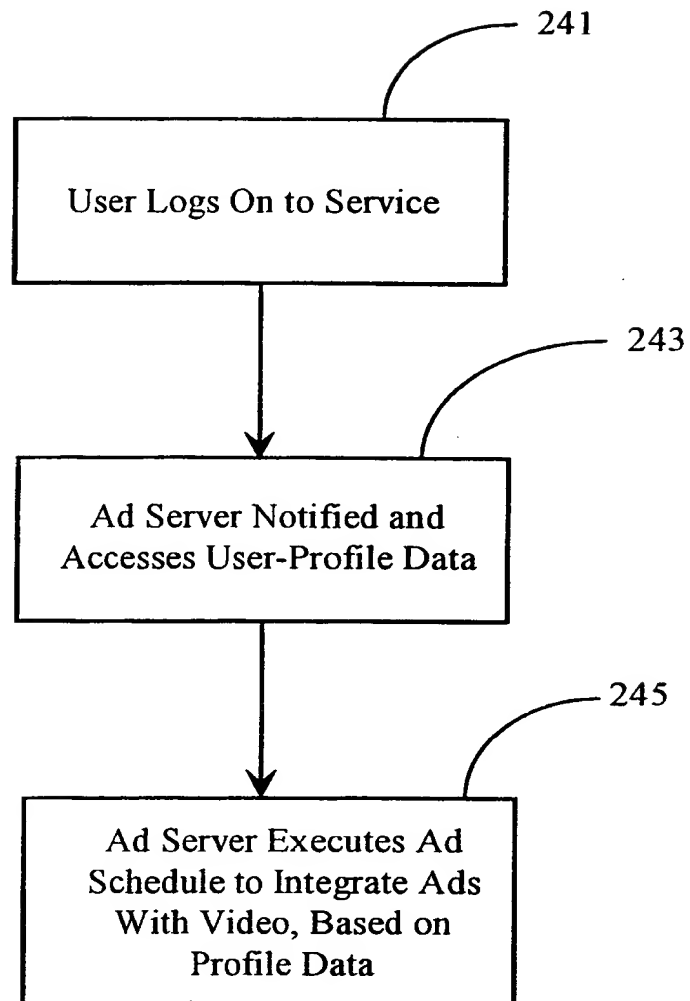 241
User Logs On to Service
243
Ad Server Notified and
Accesses User-Profile Data
245
Ad Server Executes Ad
Schedule to Integrate Ads
With Video, Based on
Profile Data